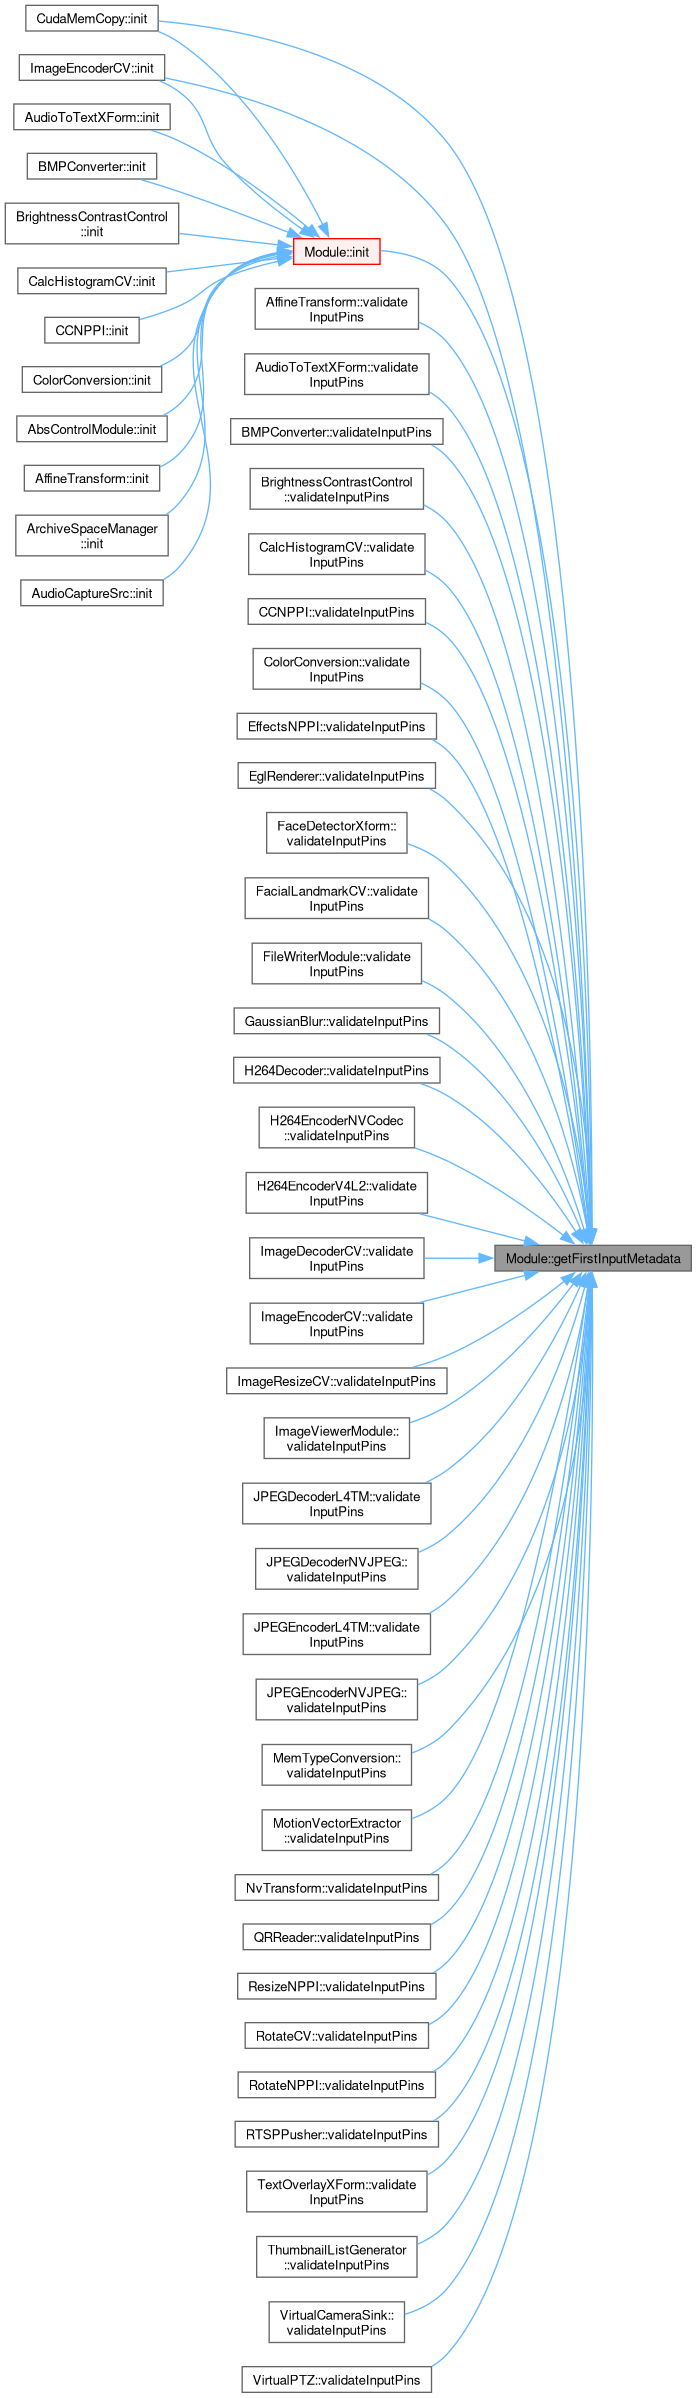 CudaMemCopy::init
ImageEncoderCV::init
AudioToTextXForm::init
BMPConverter::init
BrightnessContrastControl
::init
CalcHistogramCV::init
CCNPPI::init
ColorConversion::init
AbsControlModule::init
AffineTransform::init
ArchiveSpaceManager
::init
AudioCaptureSrc::init
Module::init
AffineTransform::validate
InputPins
AudioToTextXForm::validate
InputPins
BMPConverter::validateInputPins
BrightnessContrastControl
::validateInputPins
CalcHistogramCV::validate
InputPins
CCNPPI::validateInputPins
ColorConversion::validate
InputPins
EffectsNPPI::validateInputPins
EglRenderer::validateInputPins
FaceDetectorXform::
validateInputPins
FacialLandmarkCV::validate
InputPins
FileWriterModule::validate
InputPins
GaussianBlur::validateInputPins
H264Decoder::validateInputPins
H264EncoderNVCodec
::validateInputPins
H264EncoderV4L2::validate
InputPins
ImageDecoderCV::validate
InputPins
ImageEncoderCV::validate
InputPins
ImageResizeCV::validateInputPins
ImageViewerModule::
validateInputPins
JPEGDecoderL4TM::validate
InputPins
JPEGDecoderNVJPEG::
validateInputPins
JPEGEncoderL4TM::validate
InputPins
JPEGEncoderNVJPEG::
validateInputPins
MemTypeConversion::
validateInputPins
MotionVectorExtractor
::validateInputPins
NvTransform::validateInputPins
QRReader::validateInputPins
ResizeNPPI::validateInputPins
RotateCV::validateInputPins
RotateNPPI::validateInputPins
RTSPPusher::validateInputPins
TextOverlayXForm::validate
InputPins
ThumbnailListGenerator
::validateInputPins
VirtualCameraSink::
validateInputPins
VirtualPTZ::validateInputPins
Module::getFirstInputMetadata